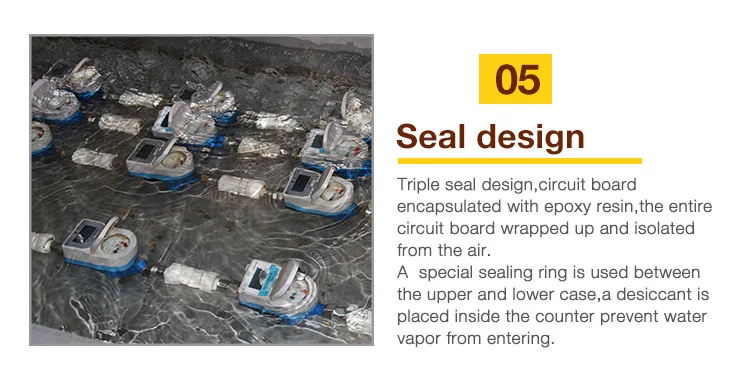 05
Seal design
Triple seal design,circuit board
encapsulated with epoxy resin,the entire
circuit board wrapped up and isolated
from the air.
A  special sealing ring is used between
the upper and lower case,a desiccant is
placed inside the counter prevent water
vapor from entering.